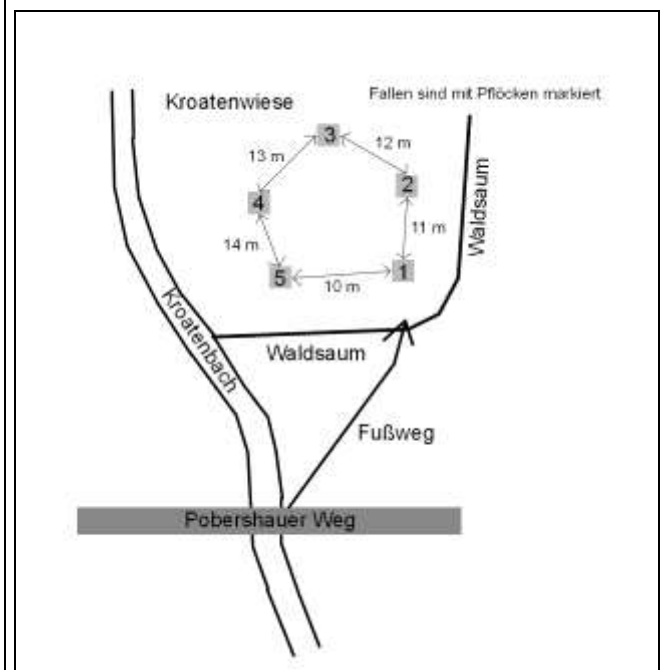 Kroatenwiese
Fallen sind mit Pflöcken markiert
3
13 m
12 m
4
2
Waldsaum
14 m
11 m
5
10 m
1
Kroatenbach
Waldsaum
Fußweg
Pobershauer Weg